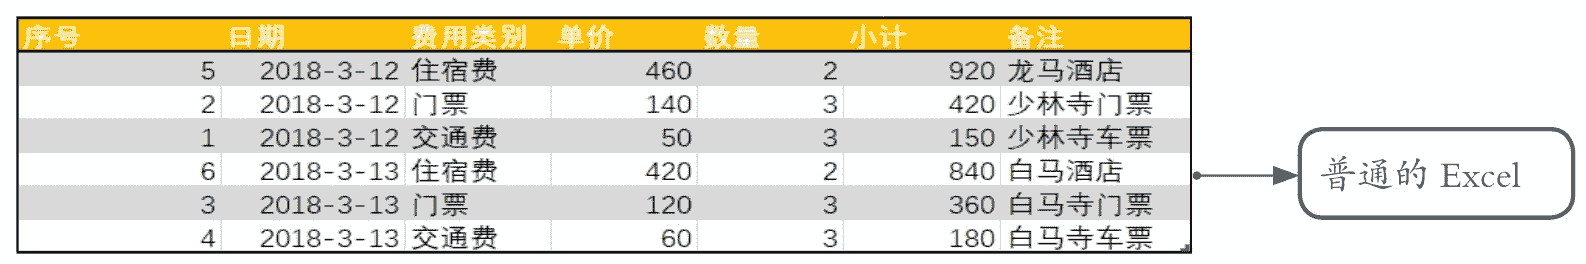 序号 日期 费用类别 单价 数量 小计 备注
5 2018-3-12 住宿费 460 2 920 龙马酒店
2 2018-3-12 门票 140 3 420 少林寺门票
1 2018-3-12 交通费 50 3 150 少林寺车票
6 2018-3-13 住宿费 420 2 840 白马酒店
3 2018-3-13 门票 120 3 360 白马寺门票
4 2018-3-13 交通费 60 3 180 白马寺车票
普通的 Excel